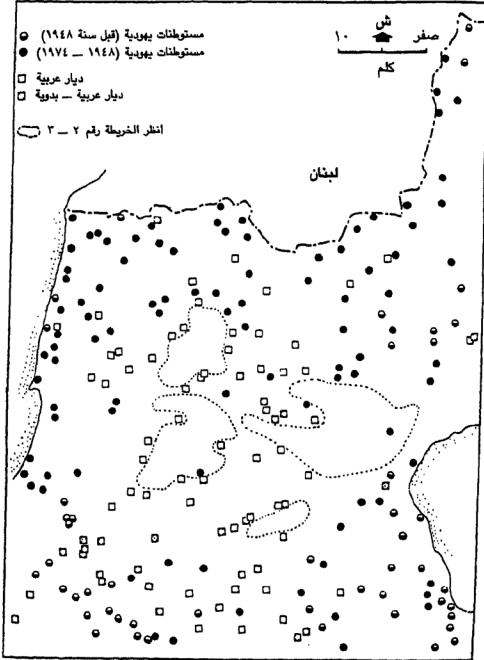 مستوطنات يهودية (قبل سنة ١٩٤٨)
مستوطنات يهودية (١٩٤٨ — ١٩٧٤)
ديار عربية
ديار عربية — بدوية
انظر الخريطة رقم ٢ — ٣
ش
١٠ صفر
كلم
لبنان